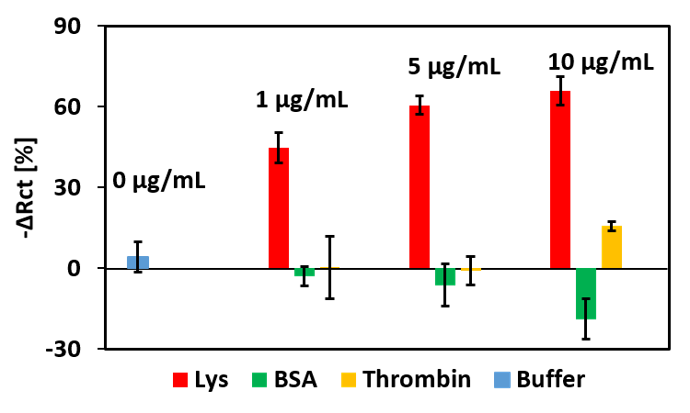 90
60
30
0
-30
-ΔRct [%]
0 µg/mL
1 µg/mL
5 µg/mL
10 µg/mL
Lys BSA Thrombin Buffer